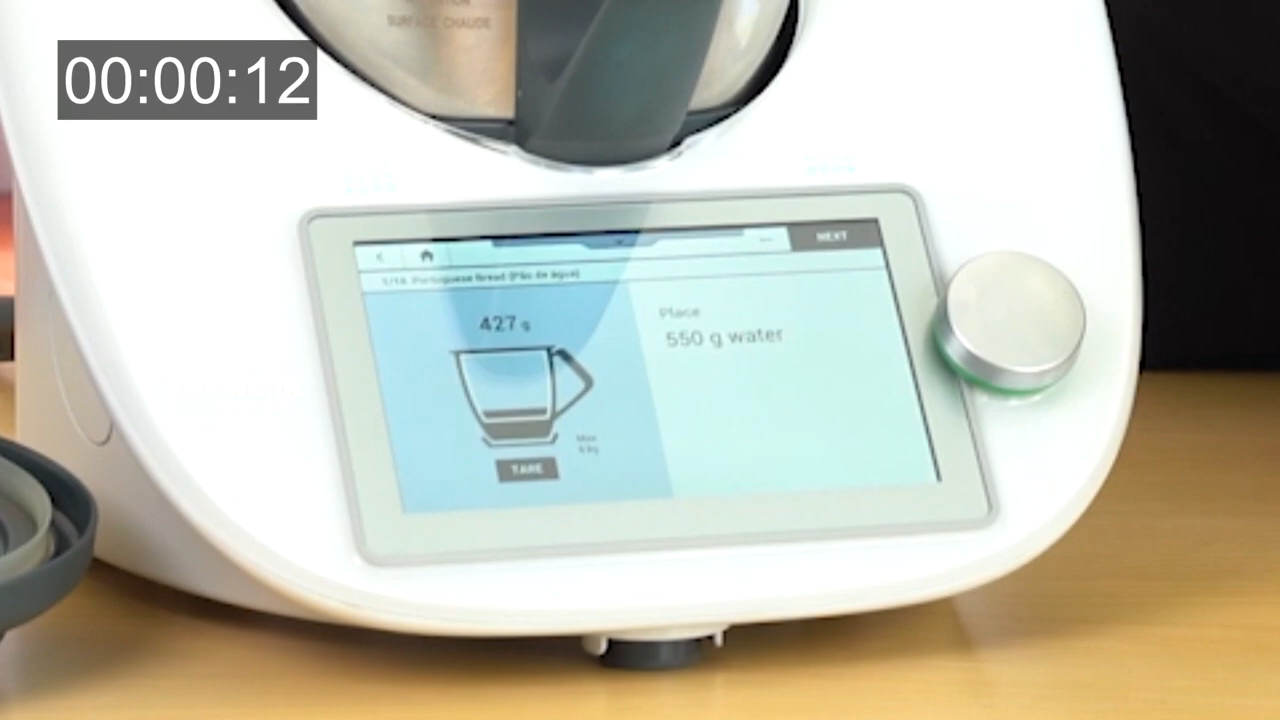 SURFACE CHAUDE
00:00:12
NEXT
1/16 Portuguese Bread (Pão de água)
427 g
Place
550 g water
Max
6 kg
TARE